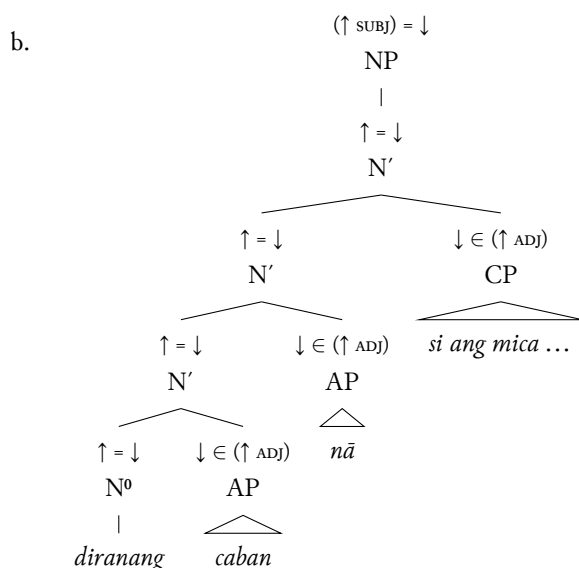 b.
(↑ SUBJ) = ↓
NP
↑ = ↓
N′
↑ = ↓ ↓ ∈ (↑ ADJ)
N′ CP
↑ = ↓ ↓ ∈ (↑ ADJ) si ang mica …
N′ AP
↑ = ↓ ↓ ∈ (↑ ADJ) nā
N⁰ AP
diranang caban